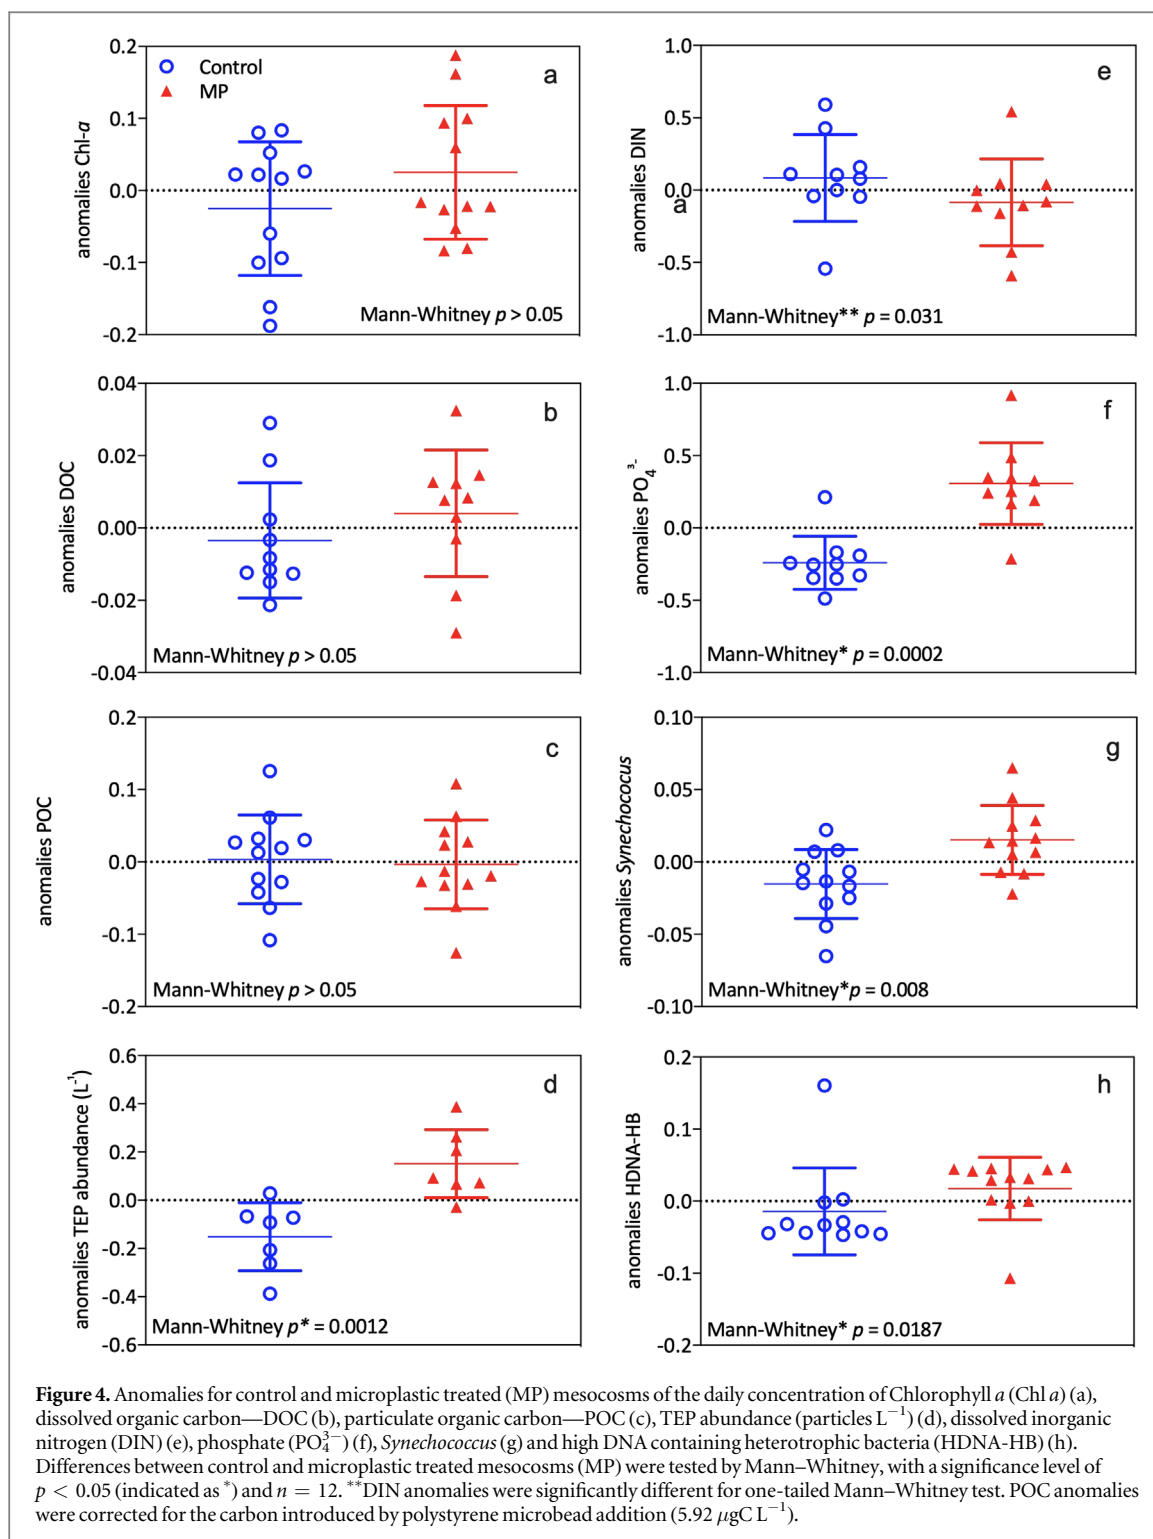 0.2
0.1
0.0
-0.1
-0.2
anomalies Chl-a
Control
MP
a
Mann-Whitney p > 0.05
1.0
0.5
0.0
-0.5
-1.0
anomalies DIN
a
e
Mann-Whitney** p = 0.031
0.04
0.02
0.00
-0.02
-0.04
anomalies DOC
b
Mann-Whitney p > 0.05
1.0
0.5
0.0
-0.5
-1.0
anomalies PO₄³⁻
f
Mann-Whitney* p = 0.0002
0.2
0.1
0.0
-0.1
-0.2
anomalies POC
c
Mann-Whitney p > 0.05
0.10
0.05
0.00
-0.05
-0.10
anomalies Synechococus
g
Mann-Whitney*p = 0.008
0.6
0.4
0.2
0.0
-0.2
-0.4
-0.6
anomalies TEP abundance (L⁻¹)
d
Mann-Whitney p* = 0.0012
0.2
0.1
0.0
-0.1
-0.2
anomalies HDNA-HB
h
Mann-Whitney* p = 0.0187
Figure 4. Anomalies for control and microplastic treated (MP) mesocosms of the daily concentration of Chlorophyll a (Chl a) (a),
dissolved organic carbon—DOC (b), particulate organic carbon—POC (c), TEP abundance (particles L⁻¹) (d), dissolved inorganic
nitrogen (DIN) (e), phosphate (PO₄³⁻) (f), Synechococcus (g) and high DNA containing heterotrophic bacteria (HDNA-HB) (h).
Differences between control and microplastic treated mesocosms (MP) were tested by Mann–Whitney, with a significance level of
p < 0.05 (indicated as *) and n = 12. **DIN anomalies were significantly different for one-tailed Mann–Whitney test. POC anomalies
were corrected for the carbon introduced by polystyrene microbead addition (5.92 μgC L⁻¹).